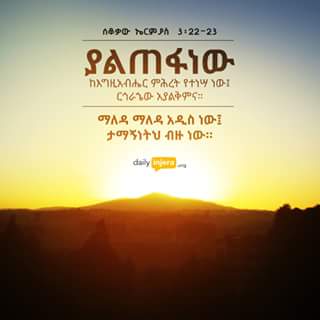 ሰቆቃው ኤርምያስ 3:22-23
ያልጠፋነው
ከእግዚአብሔር ምሕረት የተነሣ ነው፤
ርኅራኄው አያልቅምና።
ማለዳ ማለዳ አዲስ ነው፤
ታማኝነትህ ብዙ ነው።
daily injera.org